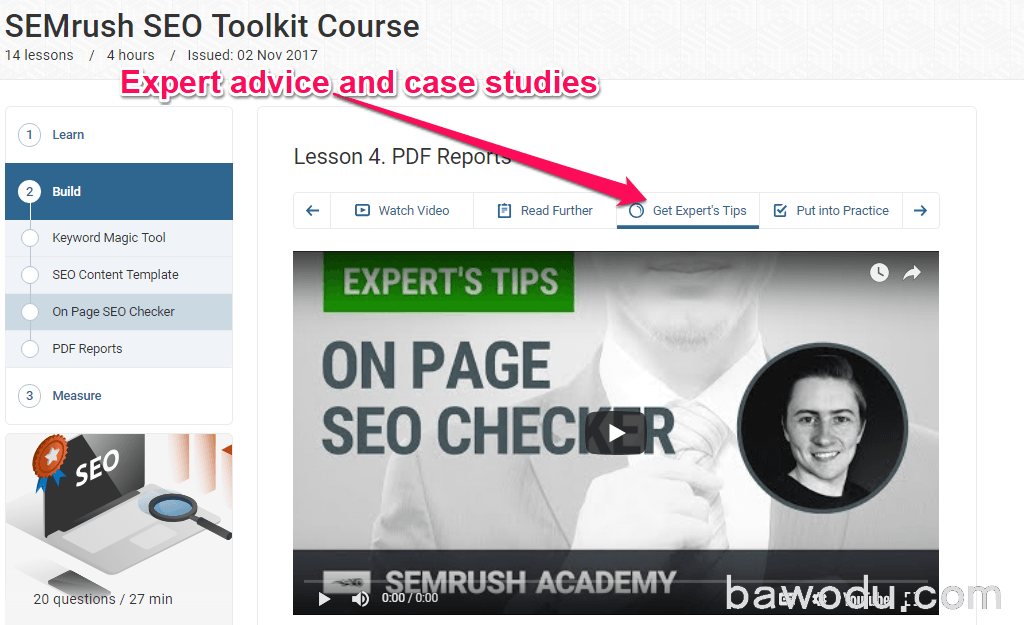 SEMrush SEO Toolkit Course
14 lessons / 4 hours / Issued: 02 Nov 2017
Expert advice and case studies
1 Learn
2 Build
Keyword Magic Tool
SEO Content Template
On Page SEO Checker
PDF Reports
3 Measure
SEO
20 questions / 27 min
Lesson 4. PDF Reports
Watch Video
Read Further
Get Expert's Tips
Put into Practice
EXPERT'S TIPS
ON PAGE
SEO CHECKER
SEMRUSH ACADEMY
0:00 / 0:00
YouTube
bawodu.com